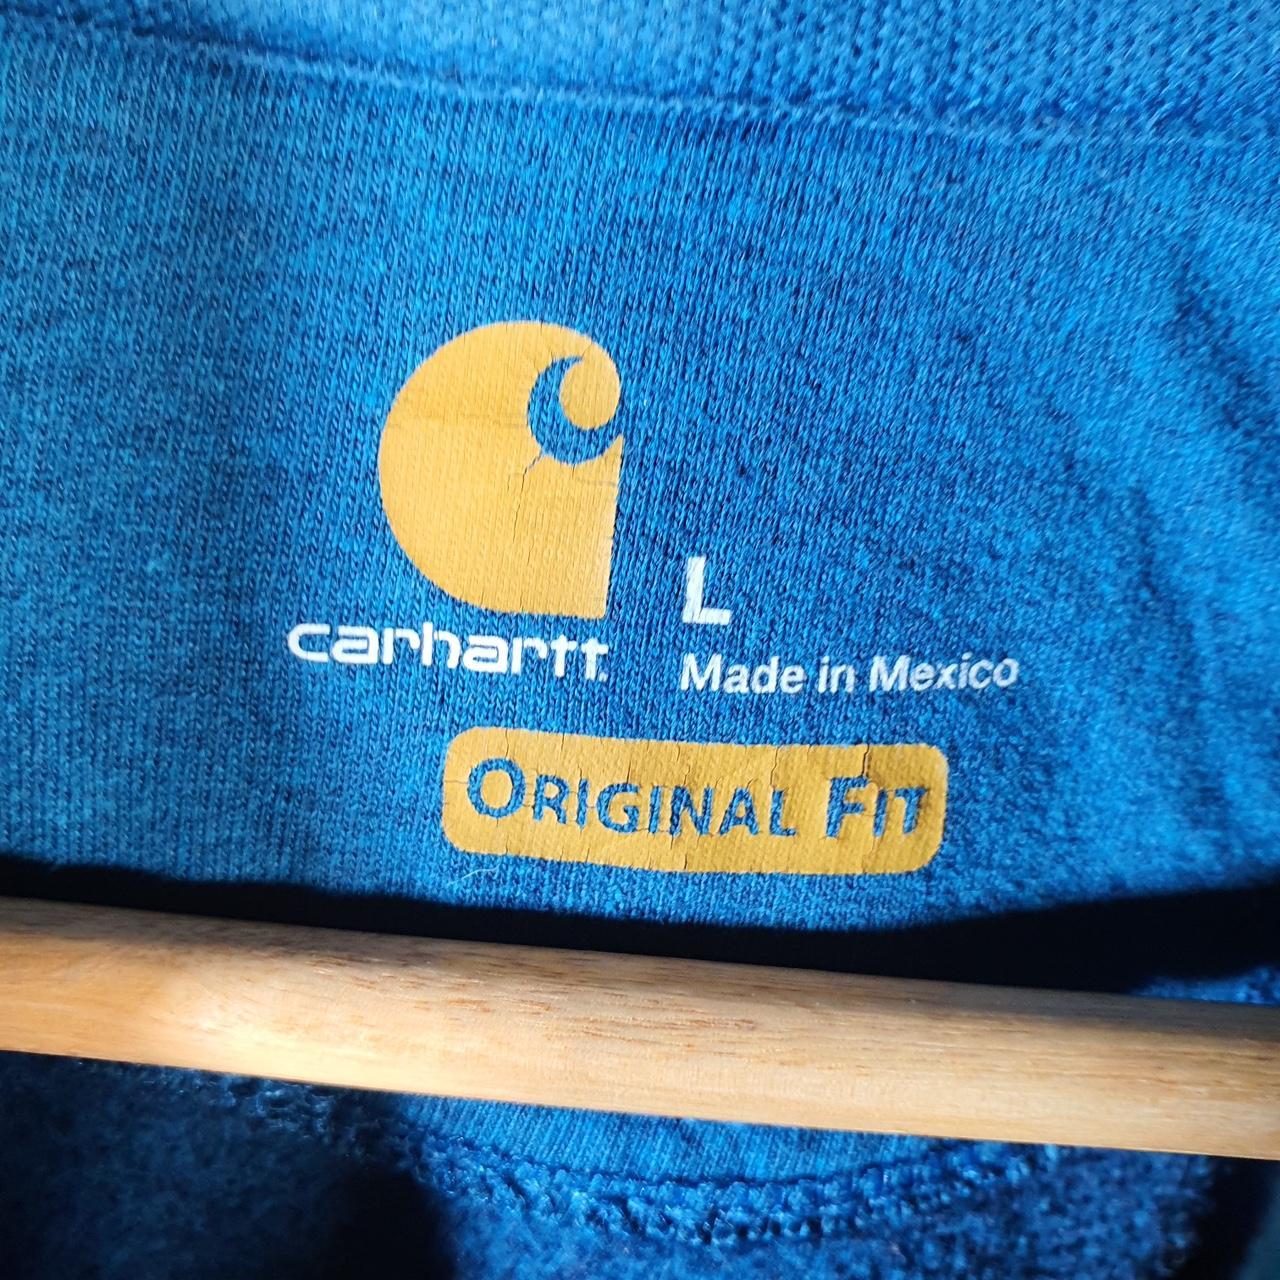 L
carhartt.
Made in Mexico
ORIGINAL FIT